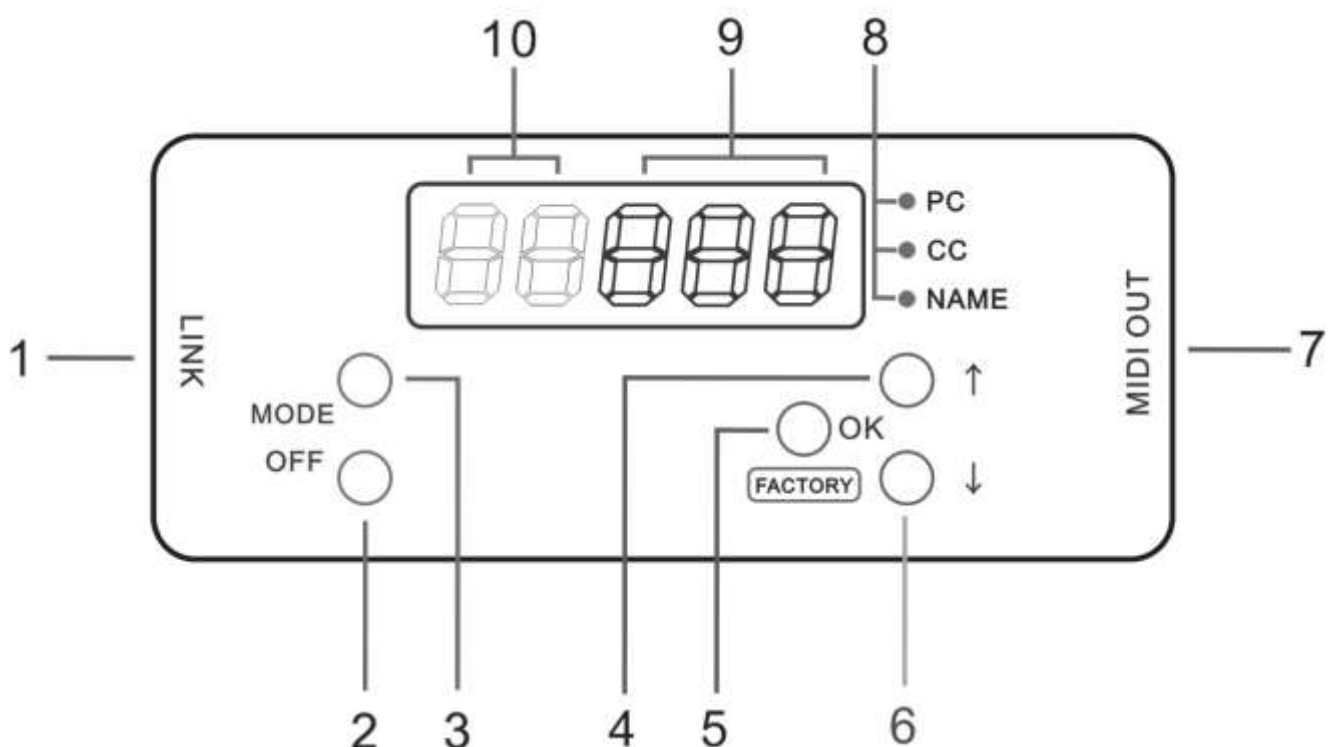 10 9 8
PC
CC
NAME
1
LINK
MODE
OFF
↑
OK
FACTORY
↓
MIDI OUT
7
2 3 4 5 6